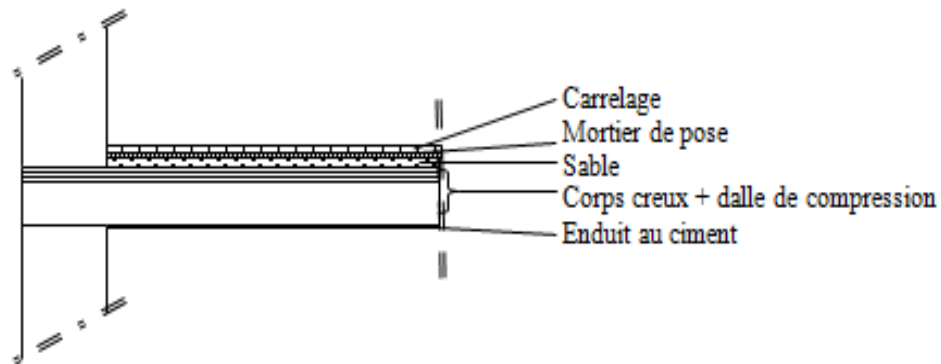 Carrelage
Mortier de pose
Sable
Corps creux + dalle de compression
Enduit au ciment